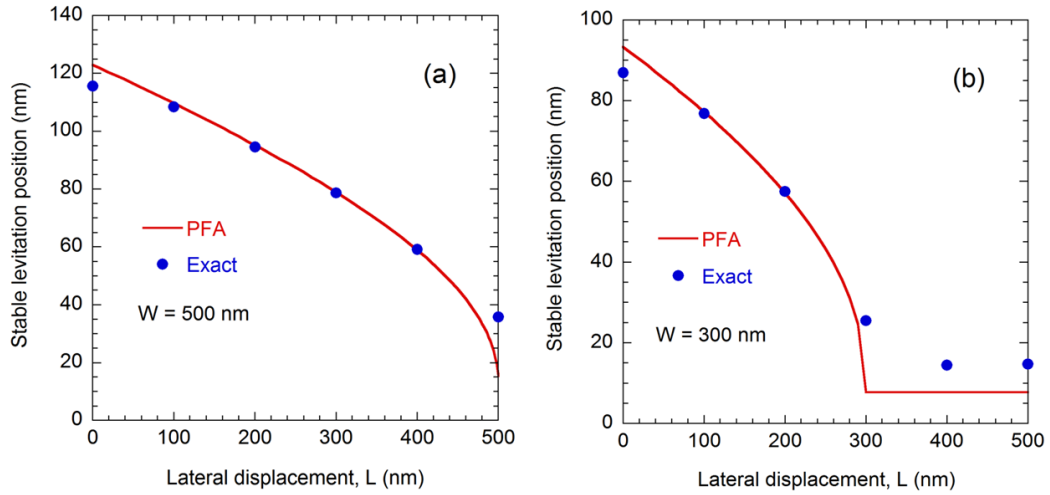 140
120
100
80
60
40
20
0
Stable levitation position (nm)
(a)
PFA
Exact
W = 500 nm
0 100 200 300 400 500
Lateral displacement, L (nm)
100
80
60
40
20
0
Stable levitation position (nm)
(b)
PFA
Exact
W = 300 nm
0 100 200 300 400 500
Lateral displacement, L (nm)